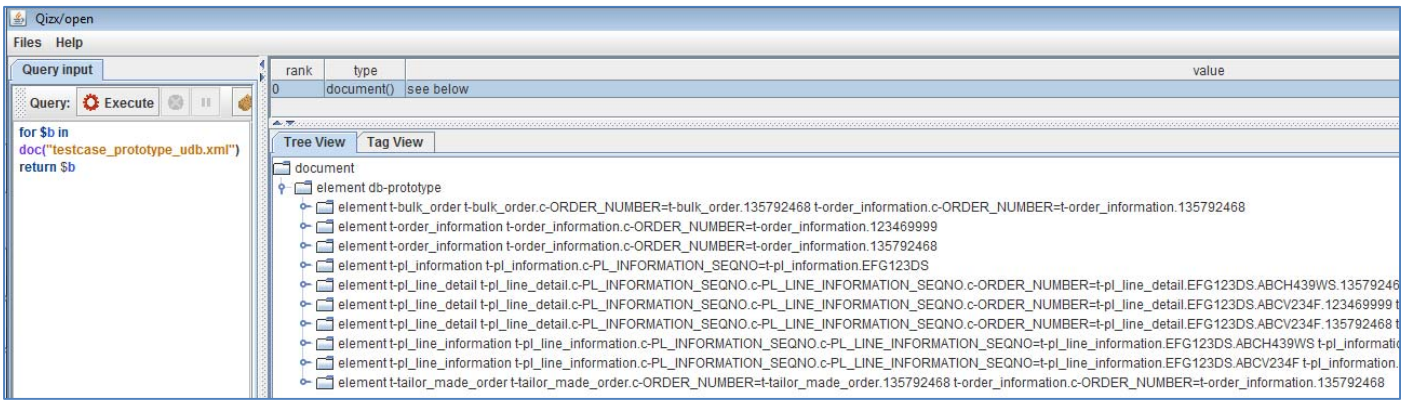 Qizx/open
Files Help
Query input
Query: Execute
for $b in
doc("testcase_prototype_udb.xml")
return $b
rank type value
0 document() see below
Tree View Tag View
document
element db-prototype
element t-bulk_order t-bulk_order.c-ORDER_NUMBER=t-bulk_order.135792468 t-order_information.c-ORDER_NUMBER=t-order_information.135792468
element t-order_information t-order_information.c-ORDER_NUMBER=t-order_information.123469999
element t-order_information t-order_information.c-ORDER_NUMBER=t-order_information.135792468
element t-pl_information t-pl_information.c-PL_INFORMATION_SEQNO=t-pl_information.EFG123DS
element t-pl_line_detail t-pl_line_detail.c-PL_INFORMATION_SEQNO.c-PL_LINE_INFORMATION_SEQNO.c-ORDER_NUMBER=t-pl_line_detail.EFG123DS.ABCH439WS.13579246
element t-pl_line_detail t-pl_line_detail.c-PL_INFORMATION_SEQNO.c-PL_LINE_INFORMATION_SEQNO.c-ORDER_NUMBER=t-pl_line_detail.EFG123DS.ABCV234F.123469999 t
element t-pl_line_detail t-pl_line_detail.c-PL_INFORMATION_SEQNO.c-PL_LINE_INFORMATION_SEQNO.c-ORDER_NUMBER=t-pl_line_detail.EFG123DS.ABCV234F.135792468 t
element t-pl_line_information t-pl_line_information.c-PL_INFORMATION_SEQNO.c-PL_LINE_INFORMATION_SEQNO=t-pl_line_information.EFG123DS.ABCH439WS t-pl_informatio
element t-pl_line_information t-pl_line_information.c-PL_INFORMATION_SEQNO.c-PL_LINE_INFORMATION_SEQNO=t-pl_line_information.EFG123DS.ABCV234F t-pl_information.
element t-tailor_made_order t-tailor_made_order.c-ORDER_NUMBER=t-tailor_made_order.135792468 t-order_information.c-ORDER_NUMBER=t-order_information.135792468